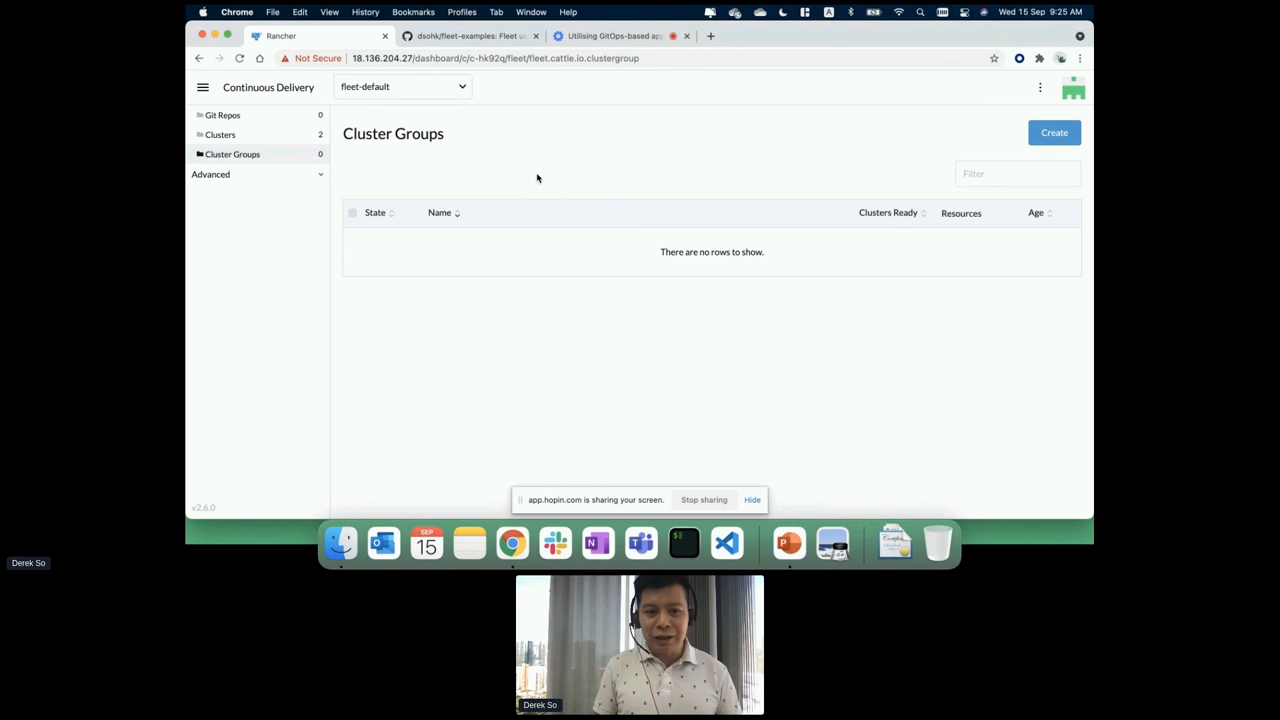 Chrome File Edit View History Bookmarks Profiles Tab Window Help Wed 15 Sep 9:25 AM
Rancher dsohk/fleet-examples: Fleet us Utilising GitOps-based app
Not Secure 18.136.204.27/dashboard/c/c-hk92q/fleet/fleet.cattle.io.clustergroup
Continuous Delivery fleet-default
Git Repos 0
Clusters 2
Cluster Groups 0
Advanced
Cluster Groups
Create
Filter
State Name Clusters Ready Resources Age
There are no rows to show.
app.hopin.com is sharing your screen. Stop sharing Hide
v2.6.0
SEP
15
Derek So
Derek So